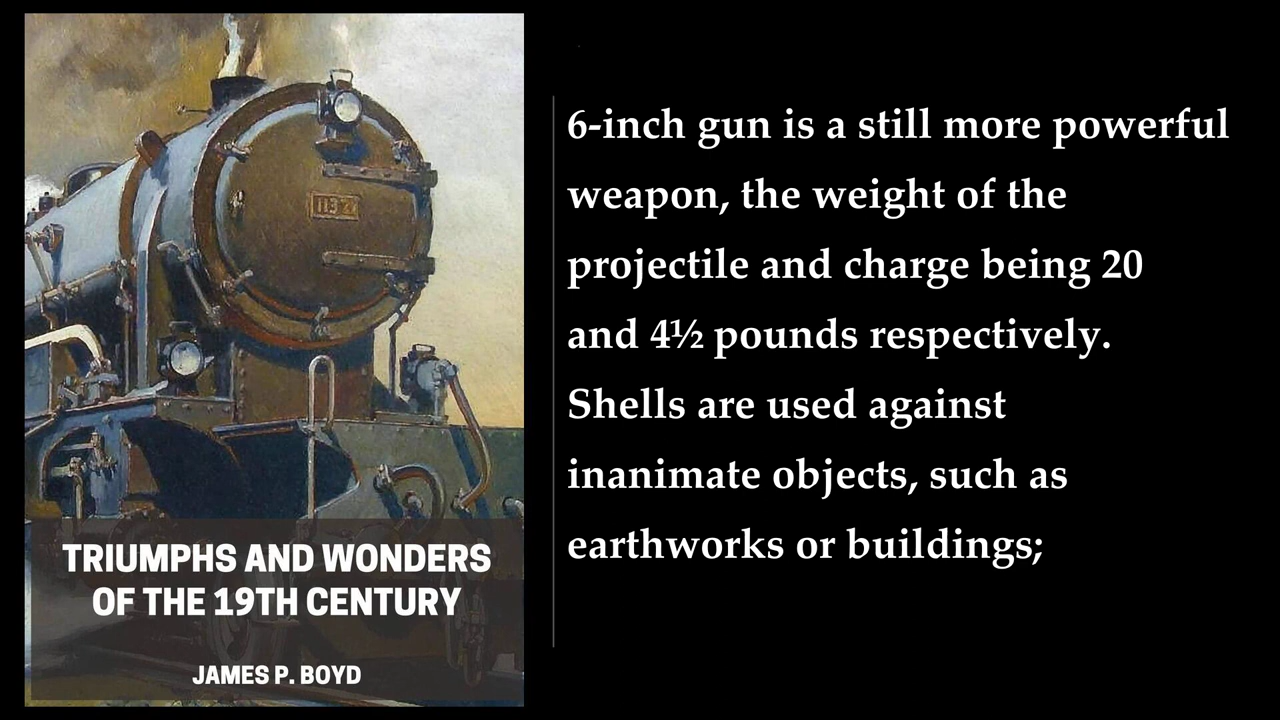 6-inch gun is a still more powerful
weapon, the weight of the
projectile and charge being 20
and 4½ pounds respectively.
Shells are used against
inanimate objects, such as
earthworks or buildings;
TRIUMPHS AND WONDERS
OF THE 19TH CENTURY
JAMES P. BOYD